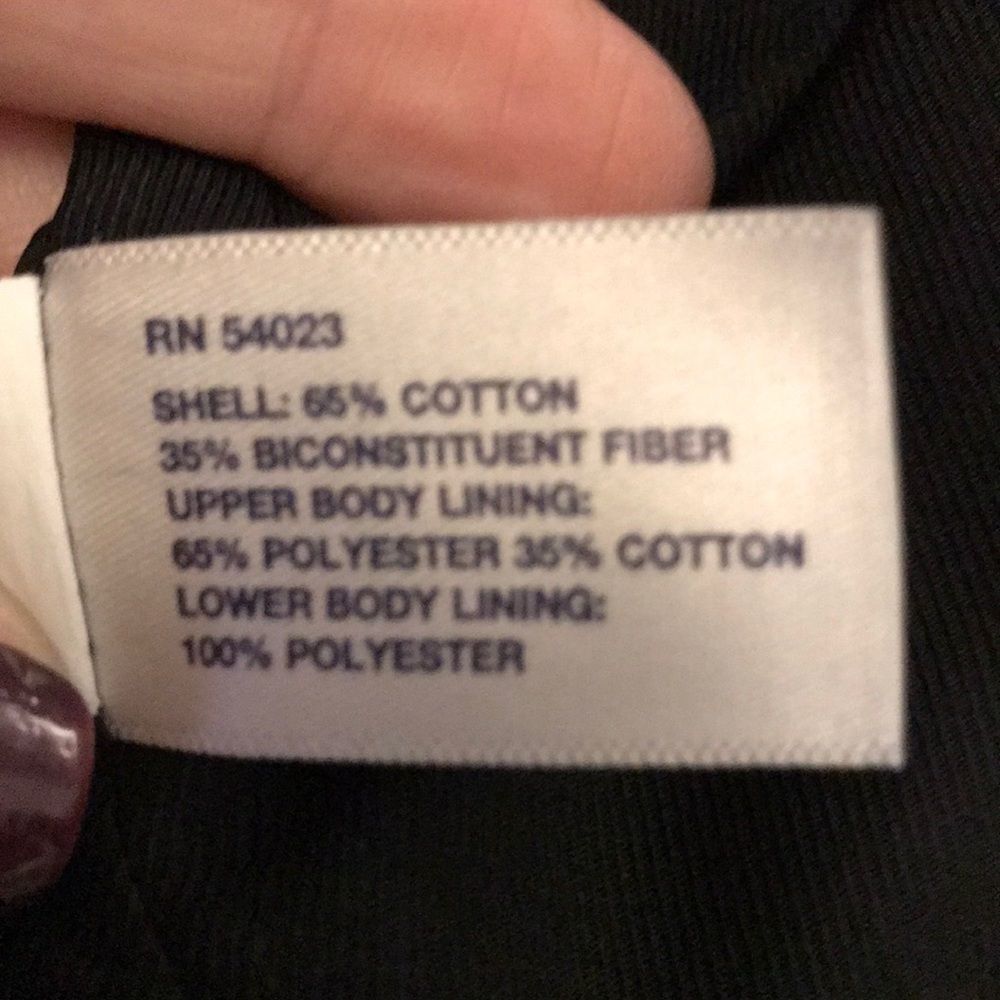 RN 54023
SHELL: 65% COTTON
35% BICONSTITUENT FIBER
UPPER BODY LINING:
65% POLYESTER 35% COTTON
LOWER BODY LINING:
100% POLYESTER